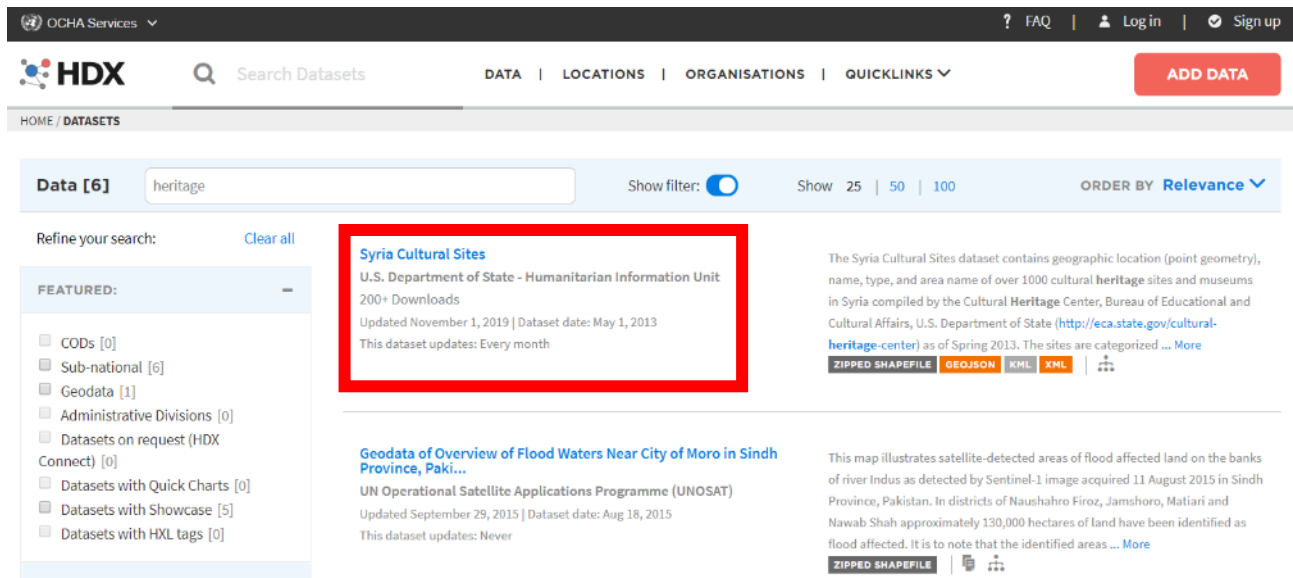 OCHA Services
? FAQ | Log in | Sign up
HDX
Search Datasets
DATA | LOCATIONS | ORGANISATIONS | QUICKLINKS
ADD DATA
HOME / DATASETS
Data [6]
heritage
Show filter:
Show 25 | 50 | 100
ORDER BY Relevance
Refine your search:
Clear all
FEATURED:
CODs [0]
Sub-national [6]
Geodata [1]
Administrative Divisions [0]
Datasets on request (HDX
Connect) [0]
Datasets with Quick Charts [0]
Datasets with Showcase [5]
Datasets with HXL tags [0]
Syria Cultural Sites
U.S. Department of State - Humanitarian Information Unit
200+ Downloads
Updated November 1, 2019 | Dataset date: May 1, 2013
This dataset updates: Every month
The Syria Cultural Sites dataset contains geographic location (point geometry),
name, type, and area name of over 1000 cultural heritage sites and museums
in Syria compiled by the Cultural Heritage Center, Bureau of Educational and
Cultural Affairs, U.S. Department of State (http://eca.state.gov/cultural-
heritage-center) as of Spring 2013. The sites are categorized ... More
ZIPPED SHAPEFILE GEOJSON KML XML
Geodata of Overview of Flood Waters Near City of Moro in Sindh
Province, Paki...
UN Operational Satellite Applications Programme (UNOSAT)
Updated September 29, 2015 | Dataset date: Aug 18, 2015
This dataset updates: Never
This map illustrates satellite-detected areas of flood affected land on the banks
of river Indus as detected by Sentinel-1 image acquired 11 August 2015 in Sindh
Province, Pakistan. In districts of Naushahro Firoz, Jamshoro, Matiari and
Nawab Shah approximately 130,000 hectares of land have been identified as
flood affected. It is to note that the identified areas ... More
ZIPPED SHAPEFILE